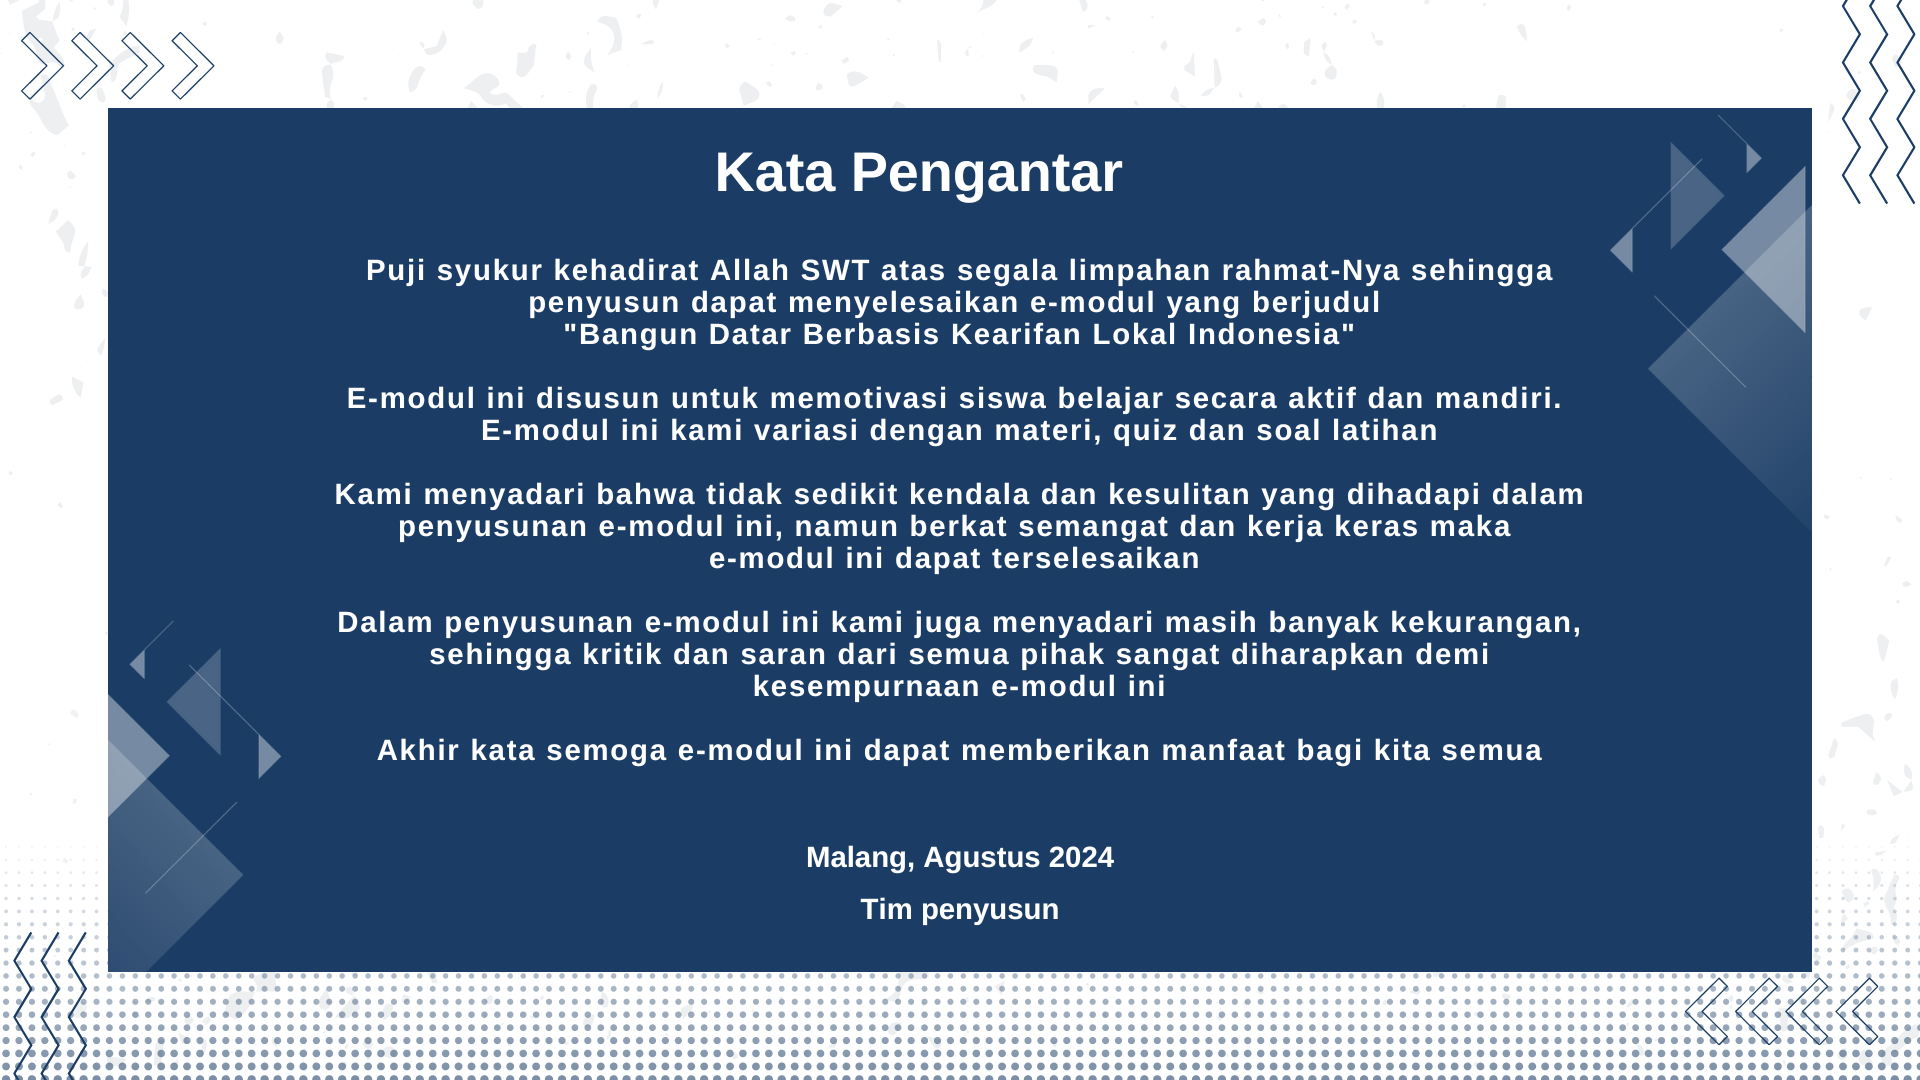 Kata Pengantar
Puji syukur kehadirat Allah SWT atas segala limpahan rahmat-Nya sehingga
penyusun dapat menyelesaikan e-modul yang berjudul
"Bangun Datar Berbasis Kearifan Lokal Indonesia"
E-modul ini disusun untuk memotivasi siswa belajar secara aktif dan mandiri.
E-modul ini kami variasi dengan materi, quiz dan soal latihan
Kami menyadari bahwa tidak sedikit kendala dan kesulitan yang dihadapi dalam
penyusunan e-modul ini, namun berkat semangat dan kerja keras maka
e-modul ini dapat terselesaikan
Dalam penyusunan e-modul ini kami juga menyadari masih banyak kekurangan,
sehingga kritik dan saran dari semua pihak sangat diharapkan demi
kesempurnaan e-modul ini
Akhir kata semoga e-modul ini dapat memberikan manfaat bagi kita semua
Malang, Agustus 2024
Tim penyusun